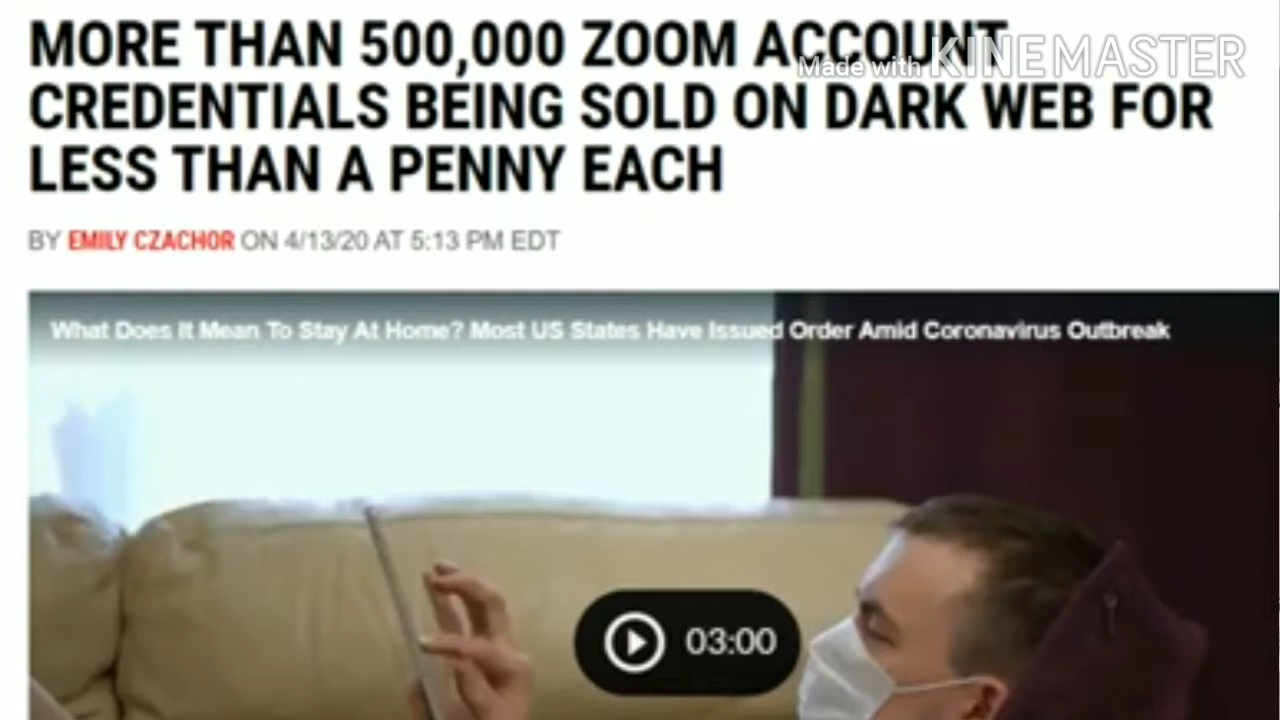 MORE THAN 500,000 ZOOM ACCOUNT
Made with KINEMASTER
CREDENTIALS BEING SOLD ON DARK WEB FOR
LESS THAN A PENNY EACH
BY EMILY CZACHOR ON 4/13/20 AT 5:13 PM EDT
What Does It Mean To Stay At Home? Most US States Have Issued Order Amid Coronavirus Outbreak
03:00